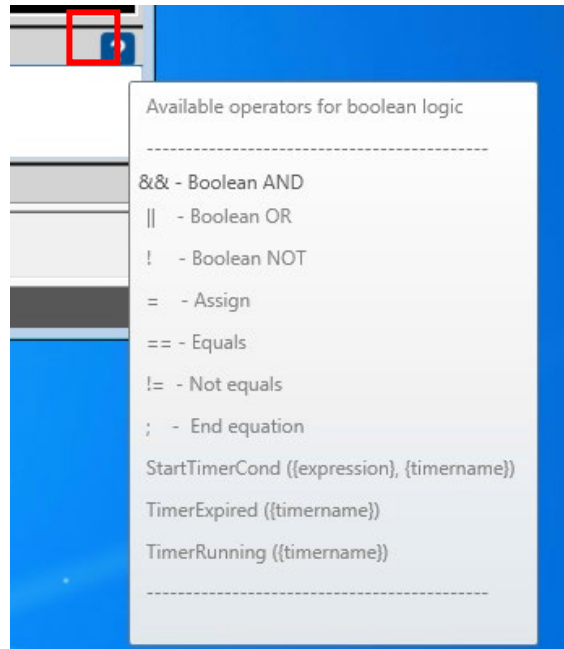 ?
Available operators for boolean logic
--------------------------------------------
&& - Boolean AND
|| - Boolean OR
! - Boolean NOT
= - Assign
== - Equals
!= - Not equals
; - End equation
StartTimerCond ({expression}, {timername})
TimerExpired ({timername})
TimerRunning ({timername})
--------------------------------------------